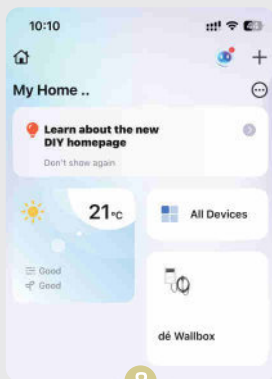 10:10
My Home ..
Learn about the new
DIY homepage
Don't show again
21°C
All Devices
Good
Good
dé Wallbox